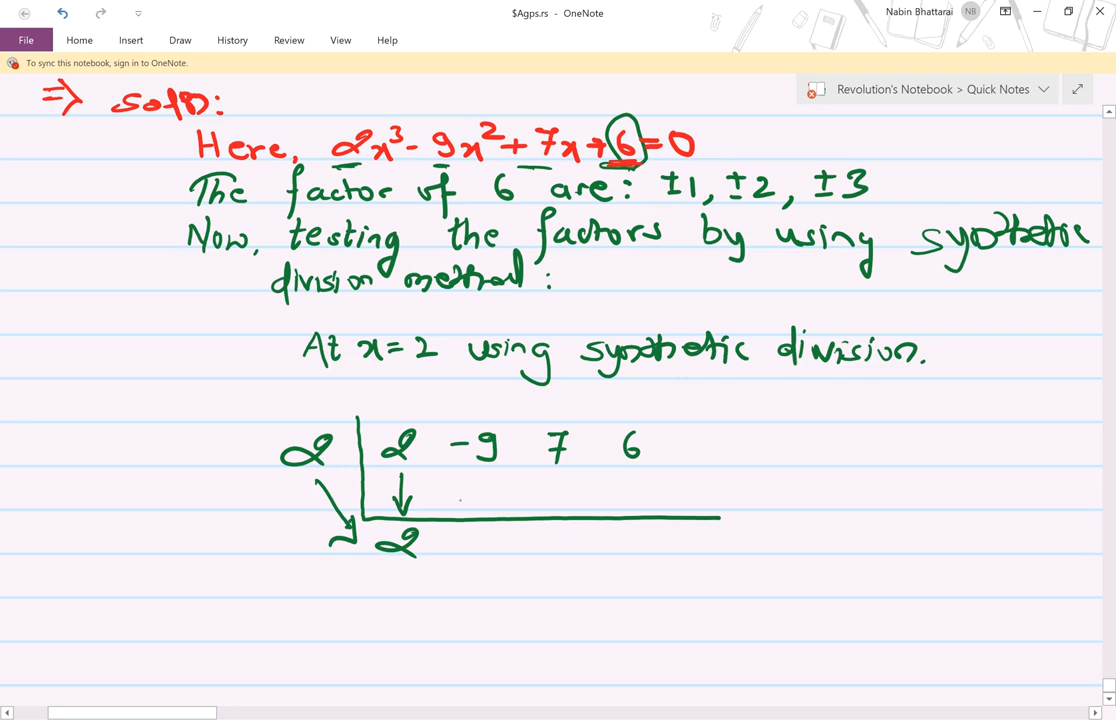 $Agps.rs - OneNote
Nabin Bhattarai NB
File Home Insert Draw History Review View Help
To sync this notebook, sign in to OneNote.
Revolution's Notebook > Quick Notes
⇒ Soln:
Here, 2x³ - 9x² + 7x + 6 = 0
The factor of 6 are: ±1, ±2, ±3
Now, testing the factors by using synthetic
division method:
At x = 2 using synthetic division.
2 2 -9 7 6
2